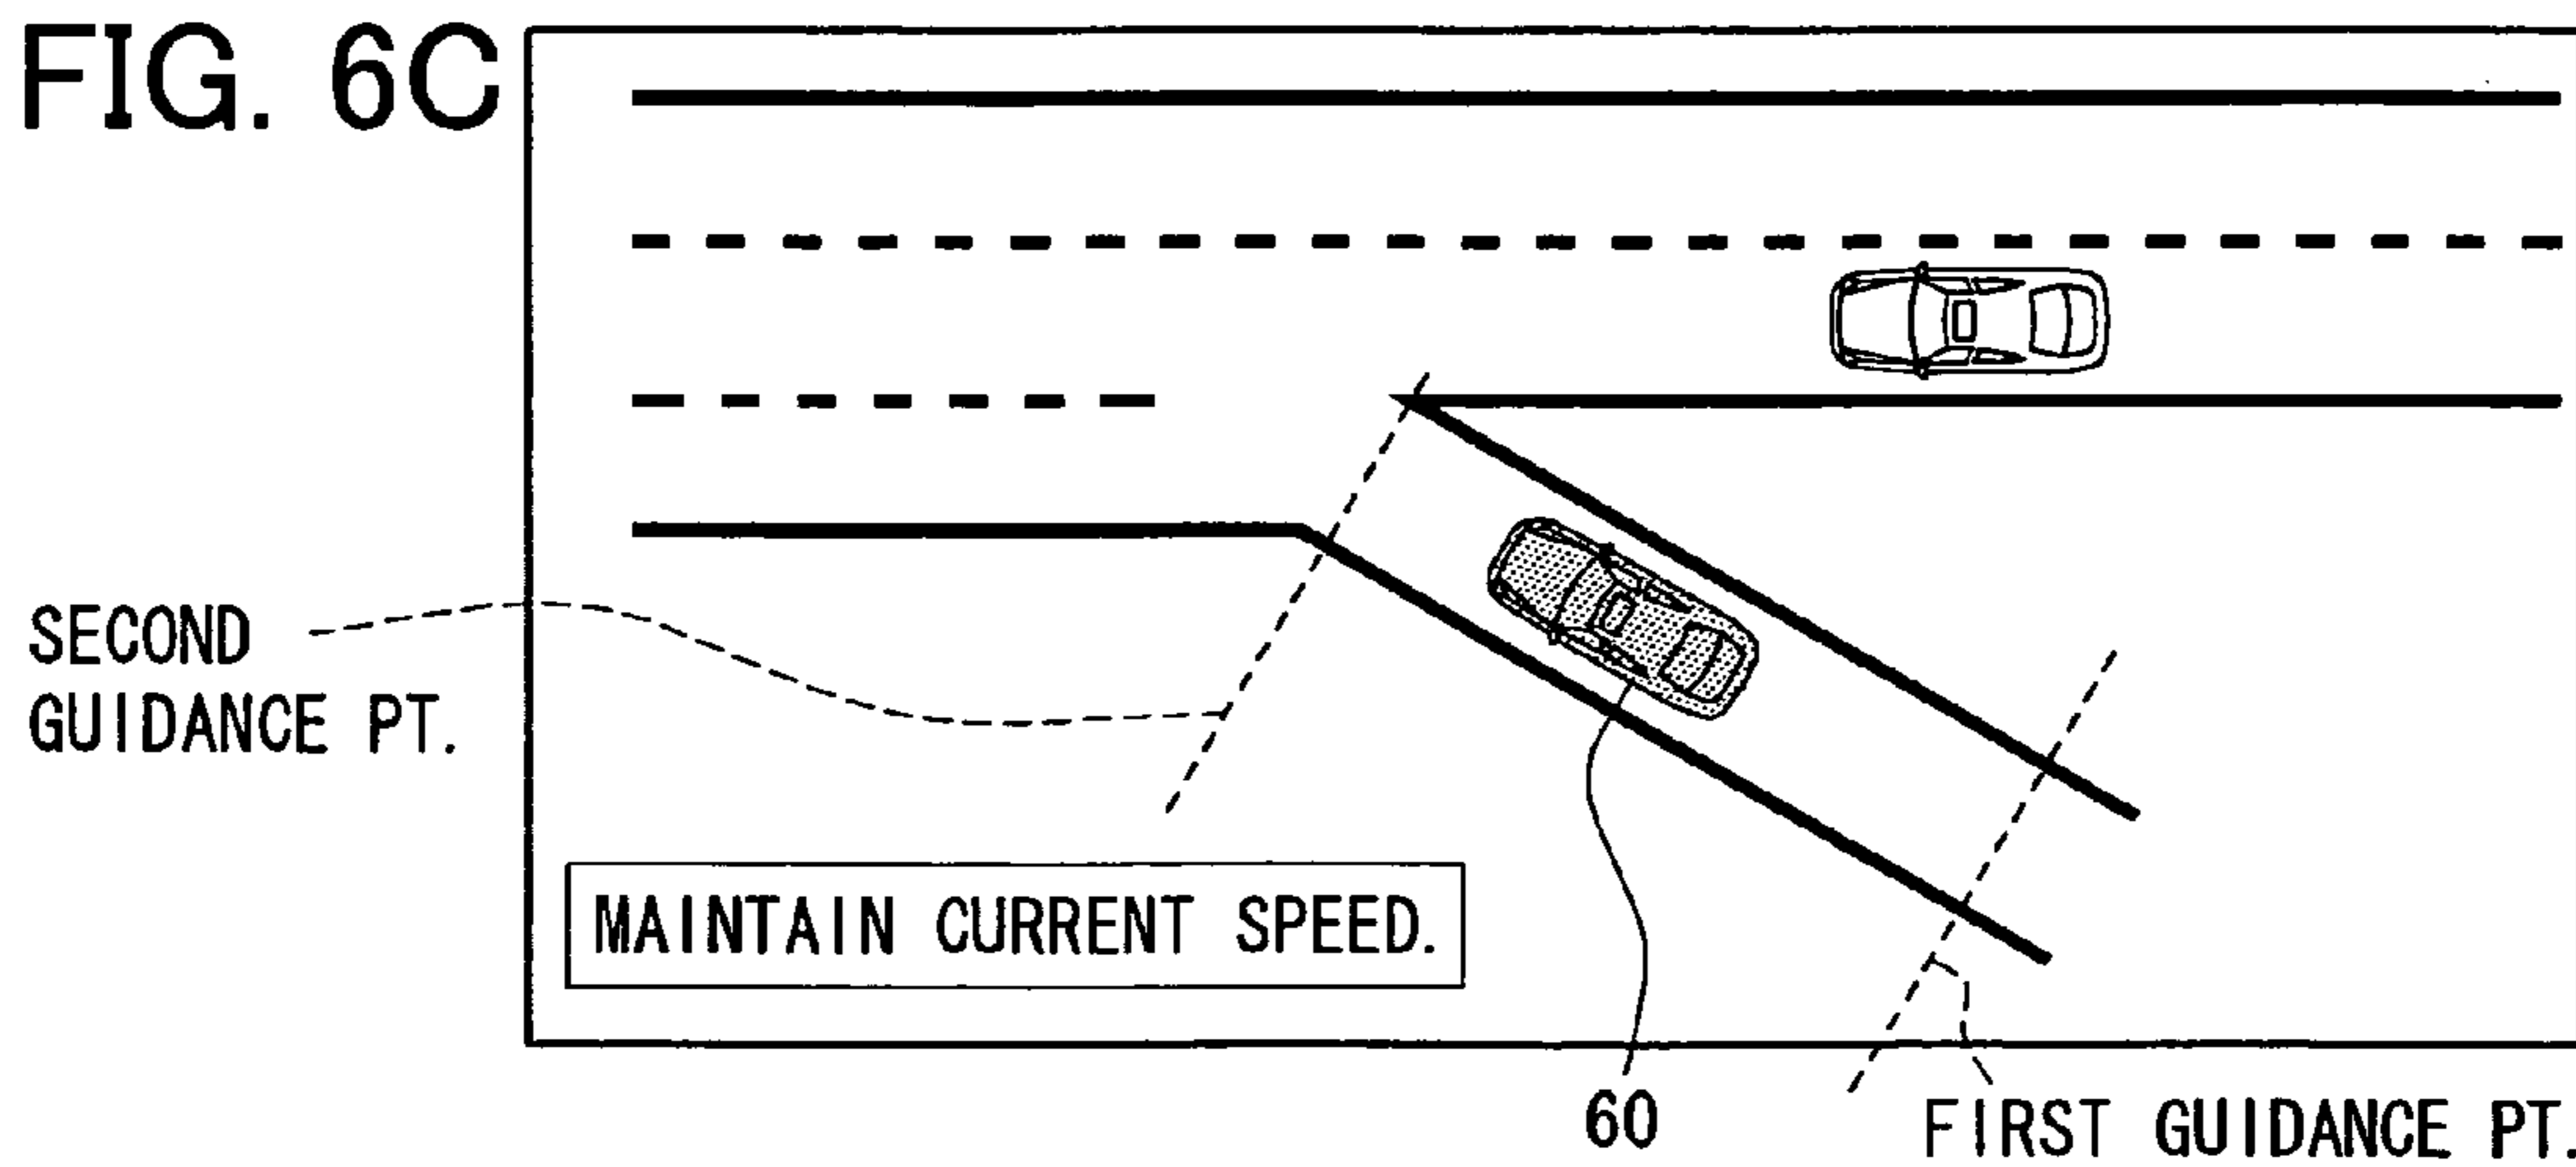 FIG. 6C
SECOND
GUIDANCE PT.
MAINTAIN CURRENT SPEED.
60
FIRST GUIDANCE PT.